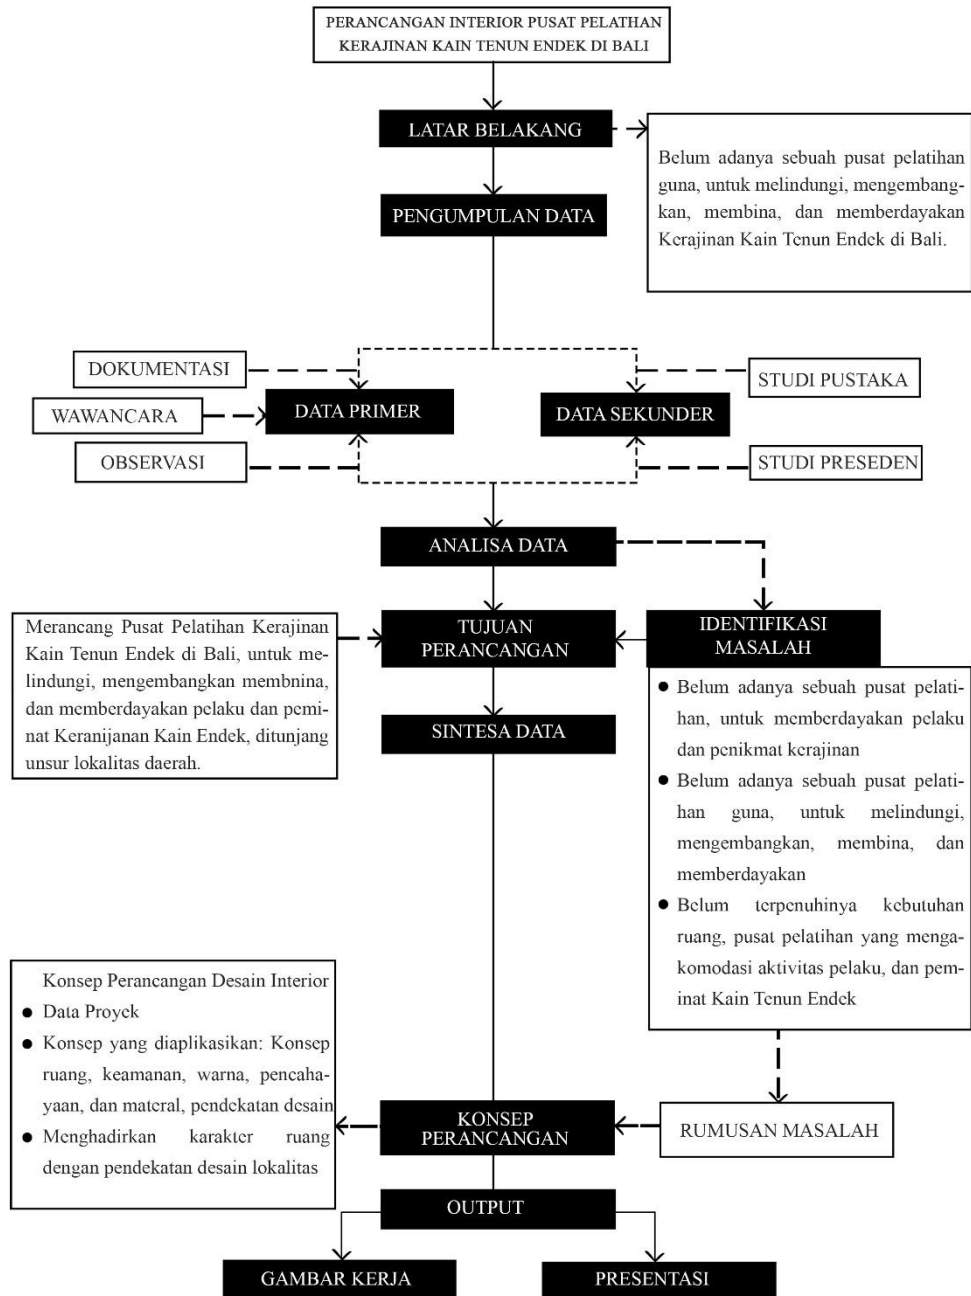 PERANCANGAN INTERIOR PUSAT PELATHAN
KERAJINAN KAIN TENUN ENDEK DI BALI
LATAR BELAKANG
Belum adanya sebuah pusat pelatihan
guna, untuk melindungi, mengembang-
kan, membina, dan memberdayakan
Kerajinan Kain Tenun Endek di Bali.
PENGUMPULAN DATA
DOKUMENTASI
WAWANCARA
OBSERVASI
DATA PRIMER
DATA SEKUNDER
STUDI PUSTAKA
STUDI PRESEDEN
ANALISA DATA
Merancang Pusat Pelatihan Kerajinan
Kain Tenun Endek di Bali, untuk me-
lindungi, mengembangkan membnina,
dan memberdayakan pelaku dan pemi-
nat Keranijanan Kain Endek, ditunjang
unsur lokalitas daerah.
TUJUAN
PERANCANGAN
IDENTIFIKASI
MASALAH
● Belum adanya sebuah pusat pelati-
han, untuk memberdayakan pelaku
dan penikmat kerajinan
● Belum adanya sebuah pusat pelati-
han guna, untuk melindungi,
mengembangkan, membina, dan
memberdayakan
● Belum terpenuhinya kebutuhan
ruang, pusat pelatihan yang menga-
komodasi aktivitas pelaku, dan pem-
inat Kain Tenun Endek
SINTESA DATA
Konsep Perancangan Desain Interior
● Data Proyek
● Konsep yang diaplikasikan: Konsep
ruang, keamanan, warna, pencaha-
yaan, dan materal, pendekatan desain
● Menghadirkan karakter ruang
dengan pendekatan desain lokalitas
KONSEP
PERANCANGAN
RUMUSAN MASALAH
OUTPUT
GAMBAR KERJA
PRESENTASI